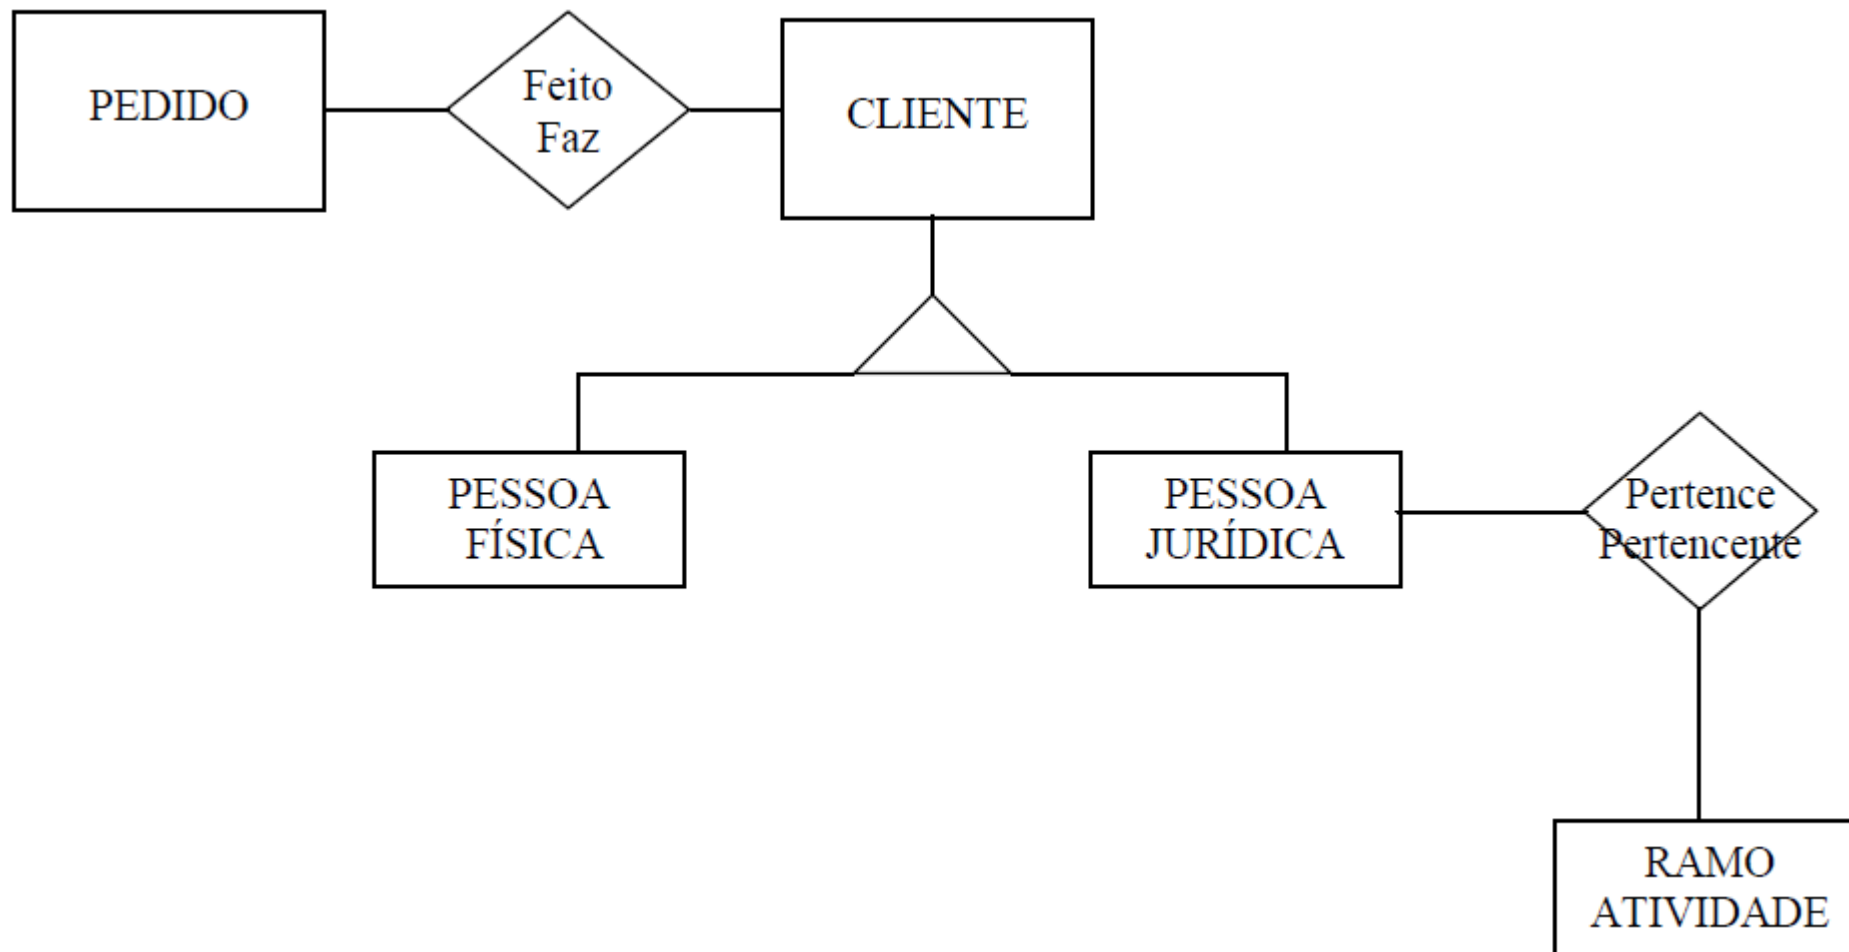 PEDIDO
Feito
Faz
CLIENTE
PESSOA
FÍSICA
PESSOA
JURÍDICA
Pertence
Pertencente
RAMO
ATIVIDADE